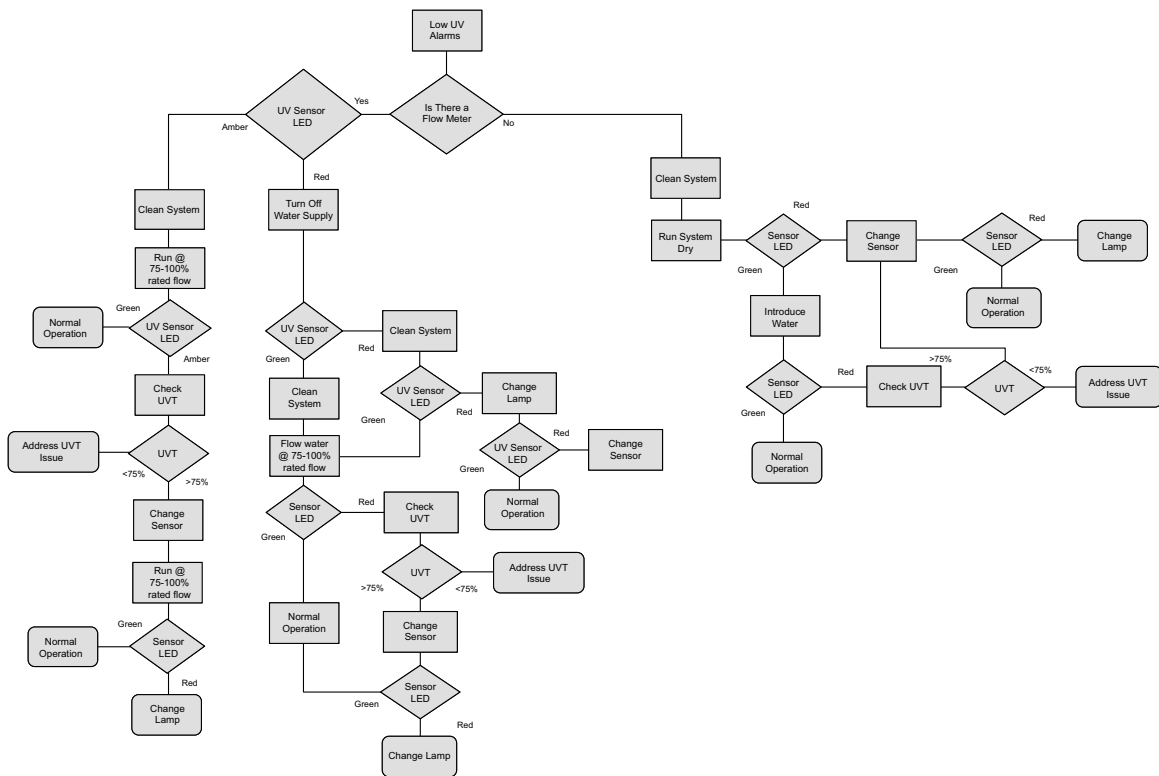 Low UV
Alarms
Is There a
Flow Meter
Yes
No
UV Sensor
LED
Amber
Red
Clean System
Run @
75-100%
rated flow
Green
Normal
Operation
UV Sensor
LED
Amber
Check
UVT
Address UVT
Issue
UVT
<75%
>75%
Change
Sensor
Run @
75-100%
rated flow
Green
Normal
Operation
Sensor
LED
Red
Change
Lamp
Turn Off
Water Supply
UV Sensor
LED
Red
Green
Clean System
Clean
System
UV Sensor
LED
Green
Red
Change
Lamp
UV Sensor
LED
Red
Change
Sensor
Green
Normal
Operation
Flow water
@ 75-100%
rated flow
Sensor
LED
Red
Green
Check
UVT
UVT
>75%
<75%
Address UVT
Issue
Normal
Operation
Change
Sensor
Sensor
LED
Green
Red
Change Lamp
Clean System
Run System
Dry
Sensor
LED
Red
Green
Change
Sensor
Sensor
LED
Red
Change
Lamp
Green
Normal
Operation
Introduce
Water
Sensor
LED
Red
Green
Check UVT
>75%
UVT
<75%
Address UVT
Issue
Normal
Operation